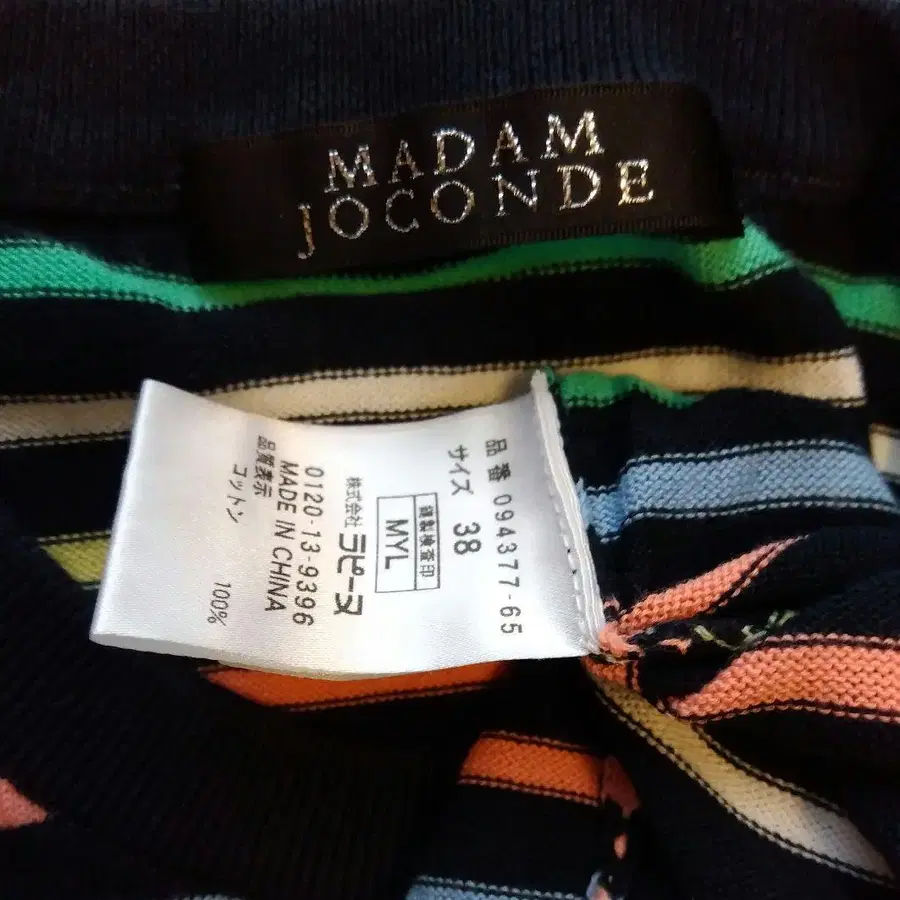 MADAM
JOCONDE
品番 094377-65
サイズ 38
縫製検査印
MYL
株式会社 ラピーヌ
0120-13-9396
MADE IN CHINA
品質表示
コットン 100%